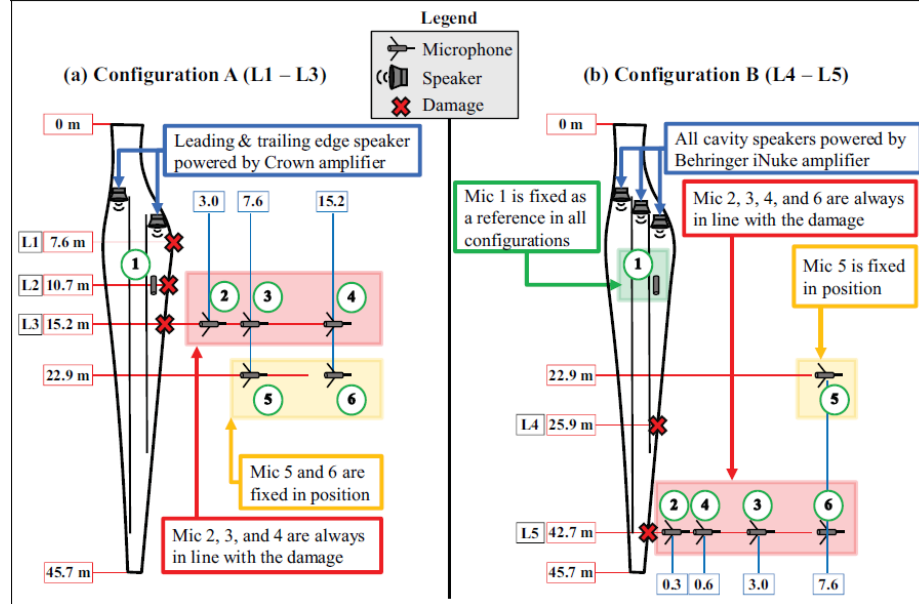 Legend
Microphone
Speaker
Damage
(a) Configuration A (L1 – L3)
0 m
Leading & trailing edge speaker
powered by Crown amplifier
3.0
7.6
15.2
L1 7.6 m
1
L2 10.7 m
2
3
4
L3 15.2 m
22.9 m
5
6
Mic 5 and 6 are
fixed in position
Mic 2, 3, and 4 are always
in line with the damage
45.7 m
(b) Configuration B (L4 – L5)
0 m
All cavity speakers powered by
Behringer iNuke amplifier
Mic 1 is fixed as
a reference in all
configurations
Mic 2, 3, 4, and 6 are always
in line with the damage
1
Mic 5 is fixed
in position
22.9 m
5
L4 25.9 m
2
4
3
6
L5 42.7 m
45.7 m
0.3
0.6
3.0
7.6